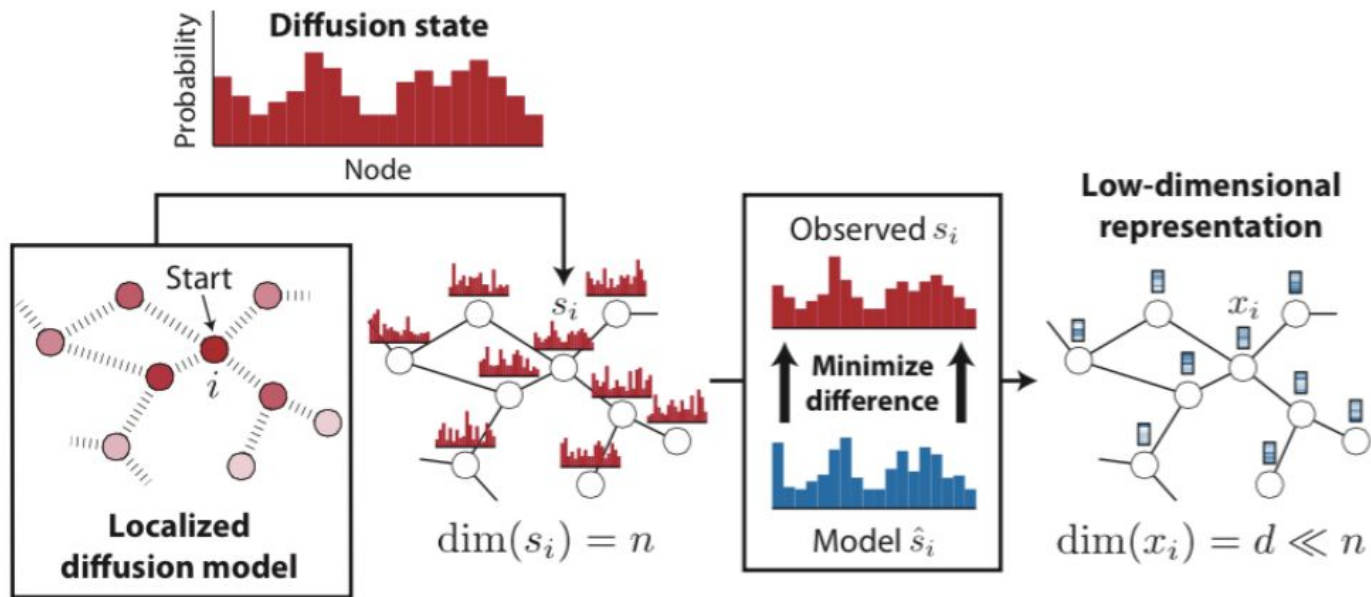 Diffusion state
Probability
Node
Start
i
Localized
diffusion model
s_i
dim(s_i) = n
Observed s_i
Minimize
difference
Model ŝ_i
Low-dimensional
representation
x_i
dim(x_i) = d ≪ n